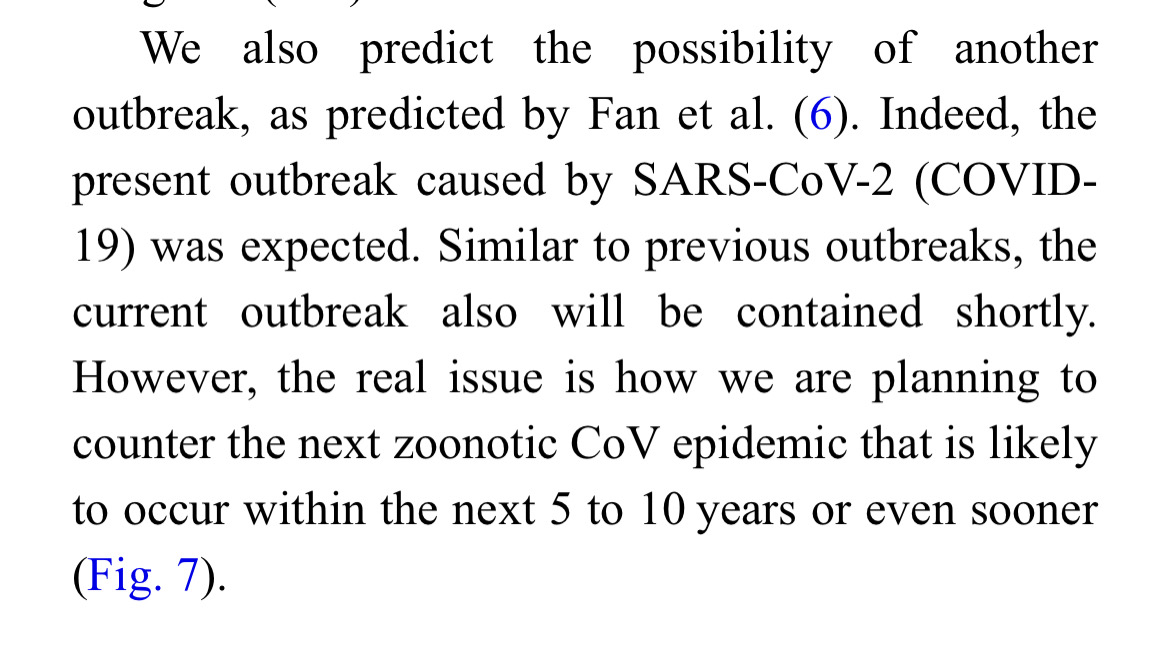 We also predict the possibility of another
outbreak, as predicted by Fan et al. (6). Indeed, the
present outbreak caused by SARS-CoV-2 (COVID-
19) was expected. Similar to previous outbreaks, the
current outbreak also will be contained shortly.
However, the real issue is how we are planning to
counter the next zoonotic CoV epidemic that is likely
to occur within the next 5 to 10 years or even sooner
(Fig. 7).